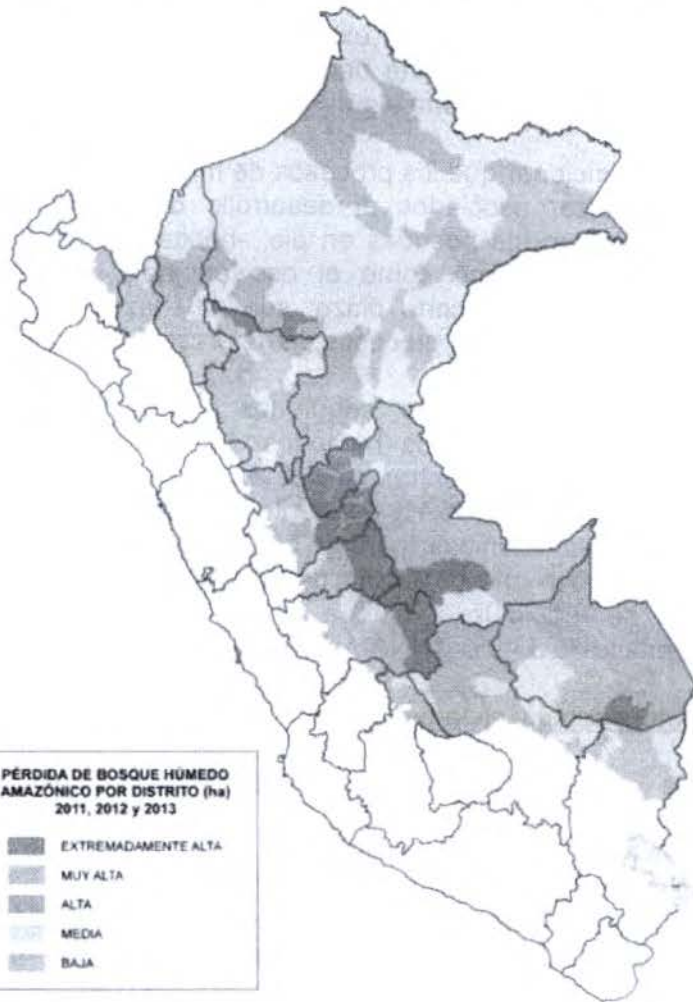 PÉRDIDA DE BOSQUE HÚMEDO
AMAZÓNICO POR DISTRITO (ha)
2011, 2012 y 2013
EXTREMADAMENTE ALTA
MUY ALTA
ALTA
MEDIA
BAJA